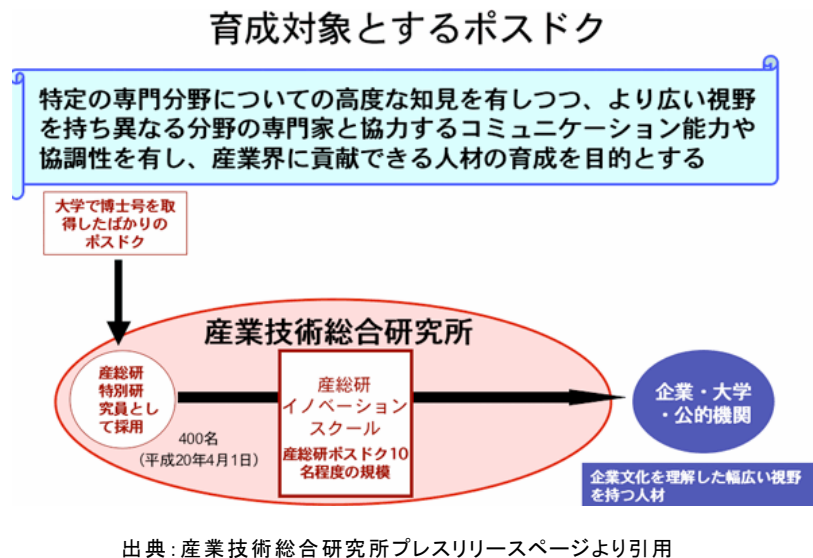 育成対象とするポスドク
特定の専門分野についての高度な知見を有しつつ、より広い視野
を持ち異なる分野の専門家と協力するコミュニケーション能力や
協調性を有し、産業界に貢献できる人材の育成を目的とする
大学で博士号を取
得したばかりの
ポスドク
産業技術総合研究所
産総研
特別研
究員とし
て採用
400名
（平成20年4月1日）
産総研
イノベーション
スクール
産総研ポスドク10
名程度の規模
企業・大学
・公的機関
企業文化を理解した幅広い視野
を持つ人材
出典：産業技術総合研究所プレスリリースページより引用